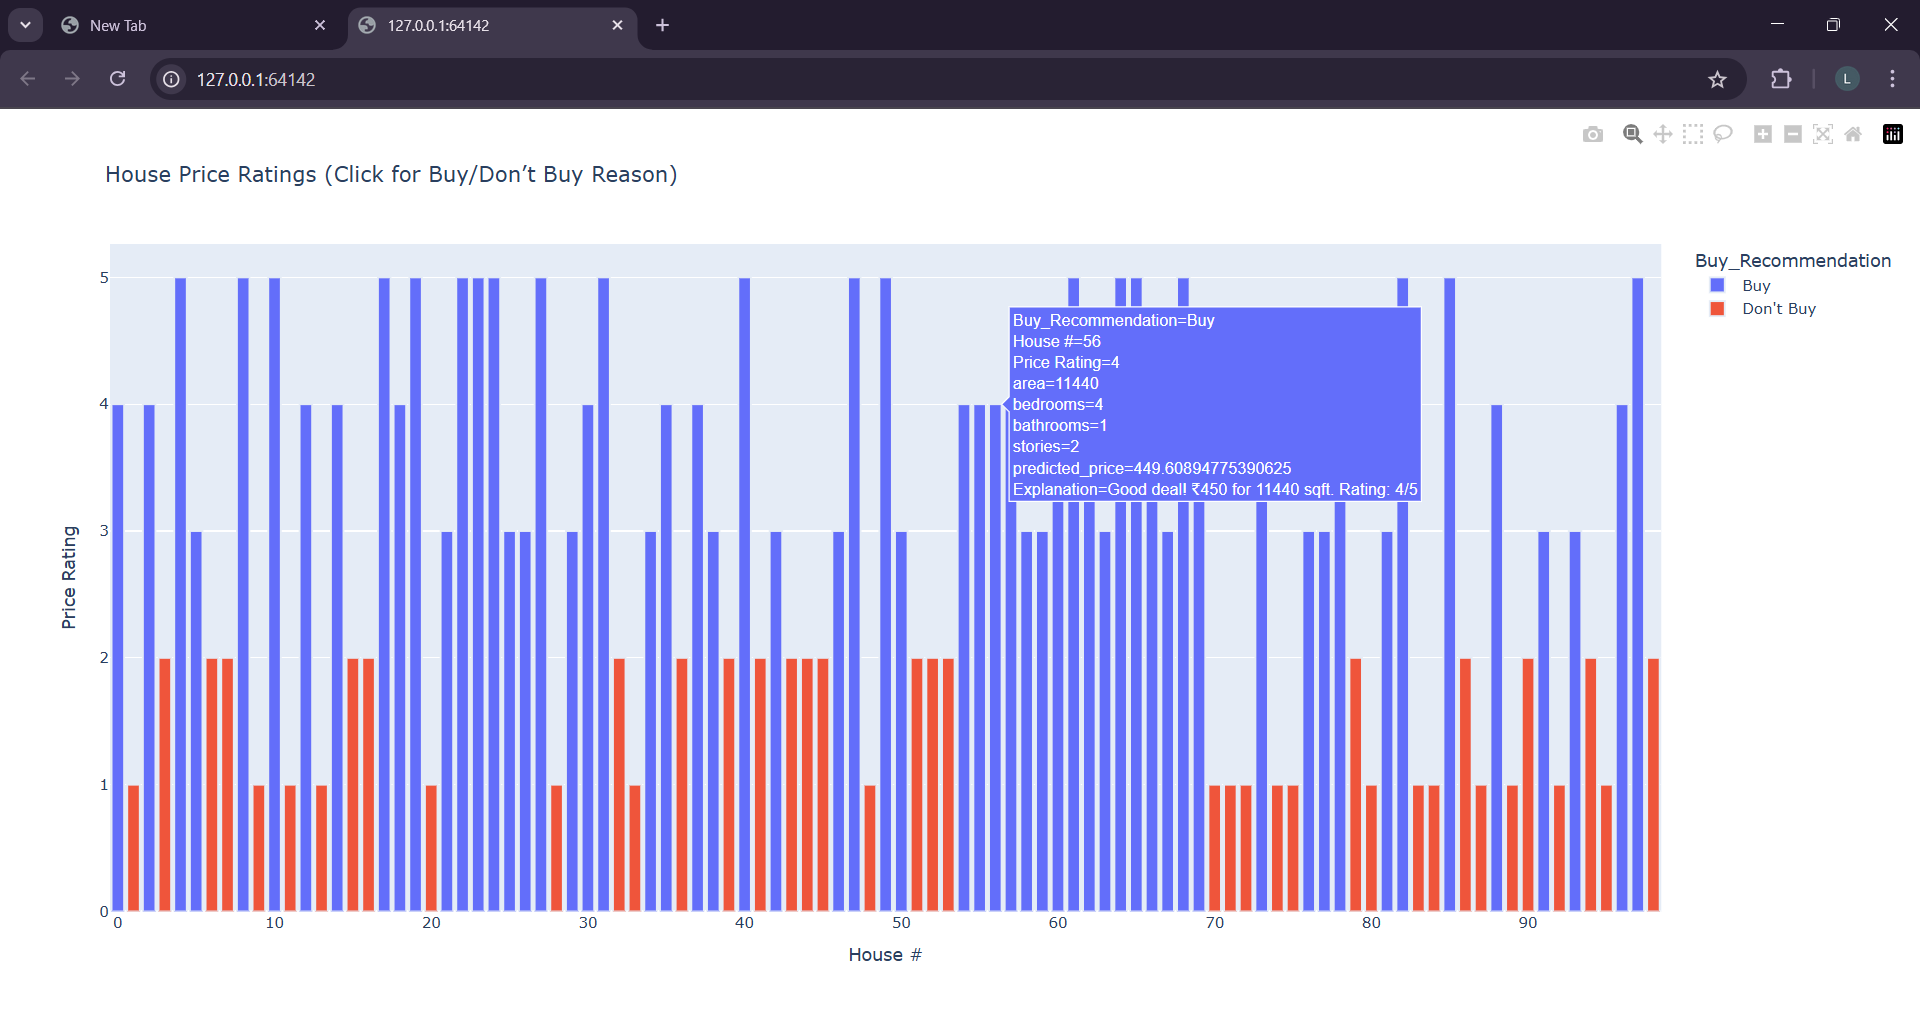 New Tab
127.0.0.1:64142
127.0.0.1:64142
L
House Price Ratings (Click for Buy/Don’t Buy Reason)
Buy_Recommendation
Buy
Don't Buy
Buy_Recommendation=Buy
House #=56
Price Rating=4
area=11440
bedrooms=4
bathrooms=1
stories=2
predicted_price=449.60894775390625
Explanation=Good deal! ₹450 for 11440 sqft. Rating: 4/5
Price Rating
5
4
3
2
1
0
0 10 20 30 40 50 60 70 80 90
House #